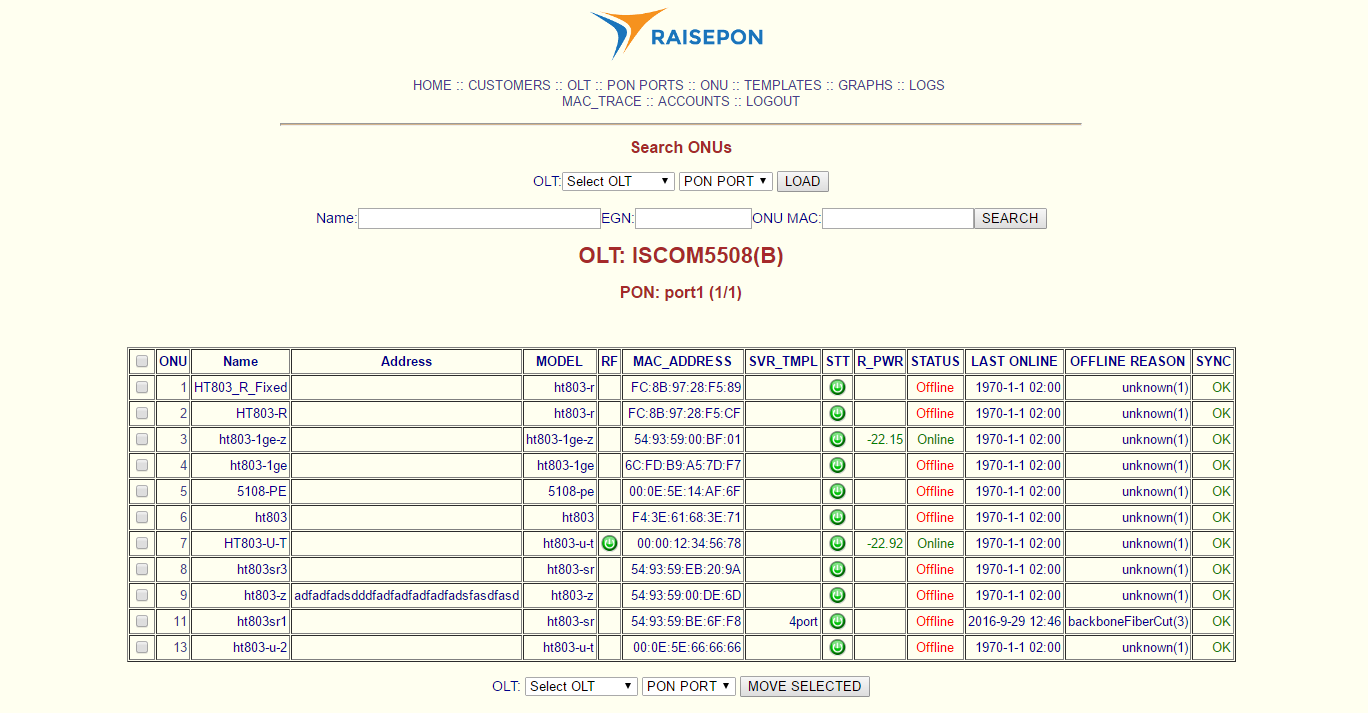 RAISEPON
HOME :: CUSTOMERS :: OLT :: PON PORTS :: ONU :: TEMPLATES :: GRAPHS :: LOGS
MAC_TRACE :: ACCOUNTS :: LOGOUT
Search ONUs
OLT: Select OLT PON PORT LOAD
Name: EGN: ONU MAC: SEARCH
OLT: ISCOM5508(B)
PON: port1 (1/1)
ONU Name Address MODEL RF MAC_ADDRESS SVR_TMPL STT R_PWR STATUS LAST ONLINE OFFLINE REASON SYNC
1 HT803_R_Fixed ht803-r FC:8B:97:28:F5:89 Offline 1970-1-1 02:00 unknown(1) OK
2 HT803-R ht803-r FC:8B:97:28:F5:CF Offline 1970-1-1 02:00 unknown(1) OK
3 ht803-1ge-z ht803-1ge-z 54:93:59:00:BF:01 -22.15 Online 1970-1-1 02:00 unknown(1) OK
4 ht803-1ge ht803-1ge 6C:FD:B9:A5:7D:F7 Offline 1970-1-1 02:00 unknown(1) OK
5 5108-PE 5108-pe 00:0E:5E:14:AF:6F Offline 1970-1-1 02:00 unknown(1) OK
6 ht803 ht803 F4:3E:61:68:3E:71 Offline 1970-1-1 02:00 unknown(1) OK
7 HT803-U-T ht803-u-t 00:00:12:34:56:78 -22.92 Online 1970-1-1 02:00 unknown(1) OK
8 ht803sr3 ht803-sr 54:93:59:EB:20:9A Offline 1970-1-1 02:00 unknown(1) OK
9 ht803-z adfadfadsdddfadfadfadfadfadsfasdfasd ht803-z 54:93:59:00:DE:6D Offline 1970-1-1 02:00 unknown(1) OK
11 ht803sr1 ht803-sr 54:93:59:BE:6F:F8 4port Offline 2016-9-29 12:46 backboneFiberCut(3) OK
13 ht803-u-2 ht803-u-t 00:0E:5E:66:66:66 Offline 1970-1-1 02:00 unknown(1) OK
OLT: Select OLT PON PORT MOVE SELECTED